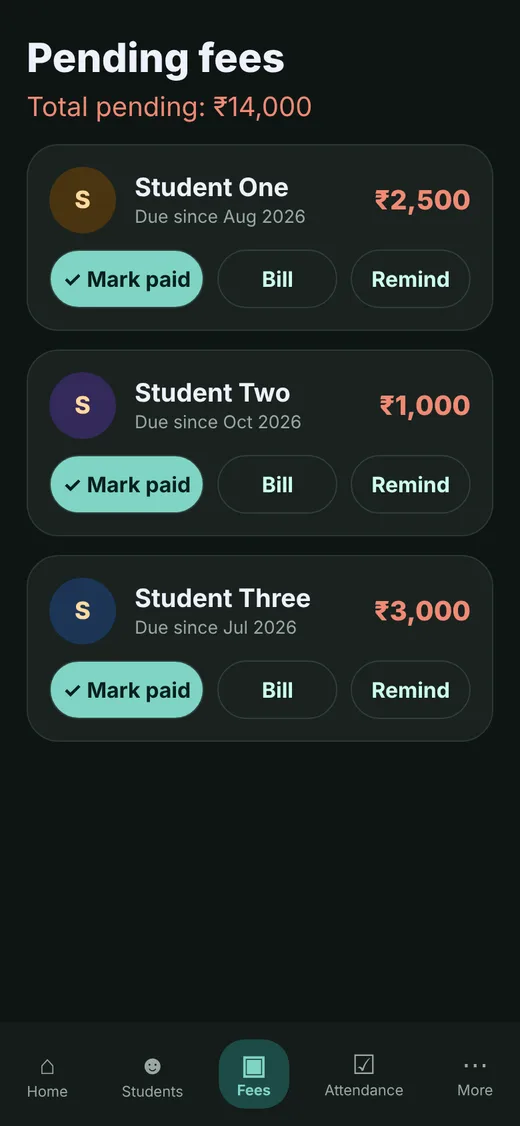 Pending fees
Total pending: ₹14,000
S
Student One
Due since Aug 2026
₹2,500
✓ Mark paid
Bill
Remind
S
Student Two
Due since Oct 2026
₹1,000
✓ Mark paid
Bill
Remind
S
Student Three
Due since Jul 2026
₹3,000
✓ Mark paid
Bill
Remind
Home
Students
Fees
Attendance
More